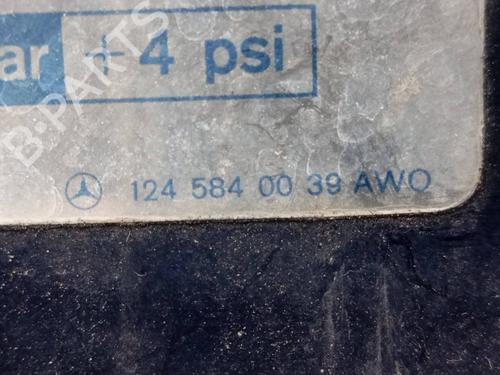 ar +4 psi
124 584 00 39 AWO
B-PARTS